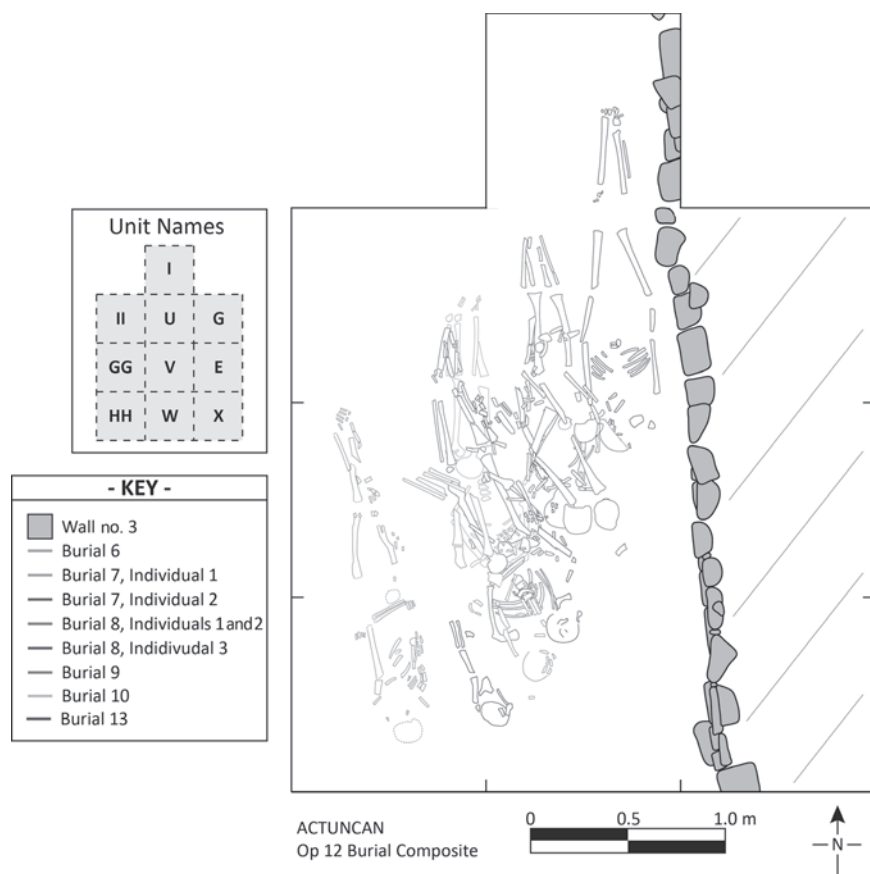 Unit Names
I
II U G
GG V E
HH W X
- KEY -
Wall no. 3
Burial 6
Burial 7, Individual 1
Burial 7, Individual 2
Burial 8, Individuals 1and2
Burial 8, Indidivudal 3
Burial 9
Burial 10
Burial 13
ACTUNCAN
Op 12 Burial Composite
0 0.5 1.0 m
N